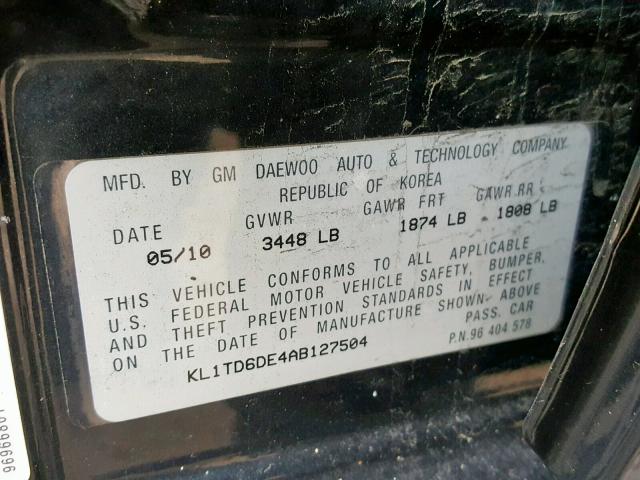 MFD. BY GM DAEWOO AUTO & TECHNOLOGY COMPANY
REPUBLIC OF KOREA
DATE GVWR GAWR FRT GAWR RR
05/10 3448 LB 1874 LB 1808 LB
THIS VEHICLE CONFORMS TO ALL APPLICABLE
U.S. FEDERAL MOTOR VEHICLE SAFETY, BUMPER,
AND THEFT PREVENTION STANDARDS IN EFFECT
ON THE DATE OF MANUFACTURE SHOWN ABOVE
PASS. CAR
KL1TD6DE4AB127504 P.N.96 404 578